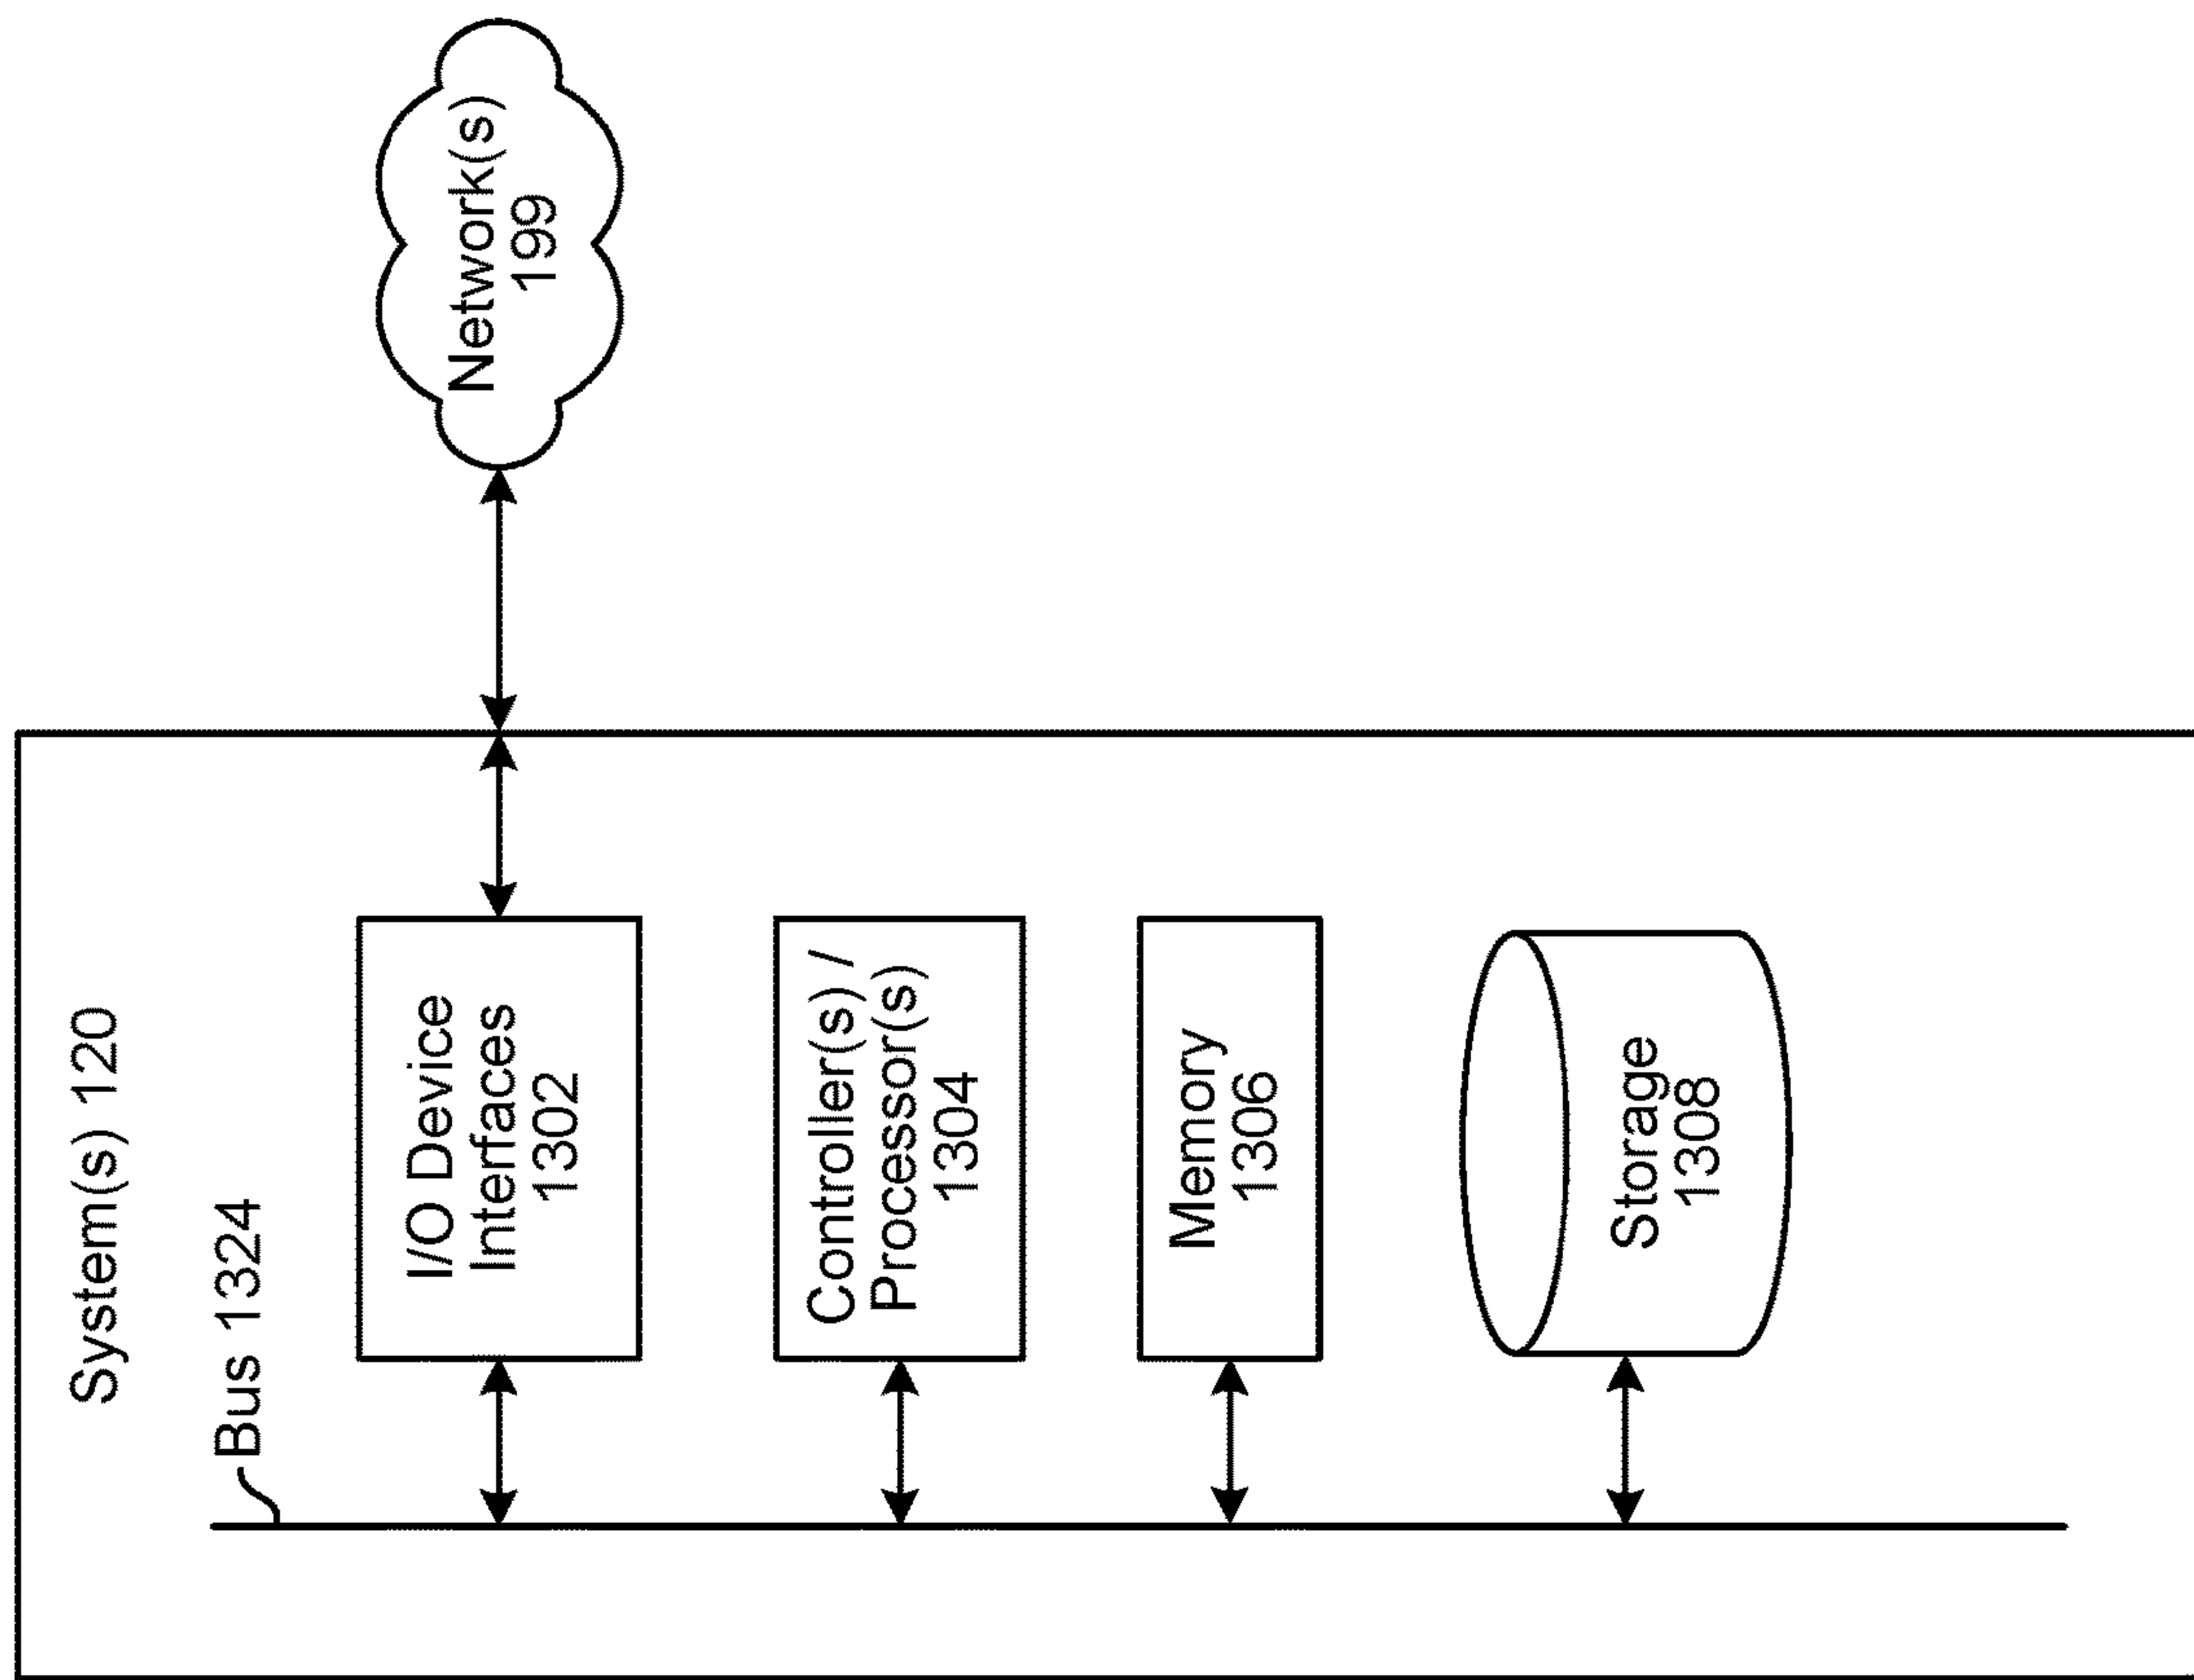 System(s) 120
Bus 1324
I/O Device
Interfaces
1302
Network(s)
199
Controller(s) /
Processor(s)
1304
Memory
1306
Storage
1308